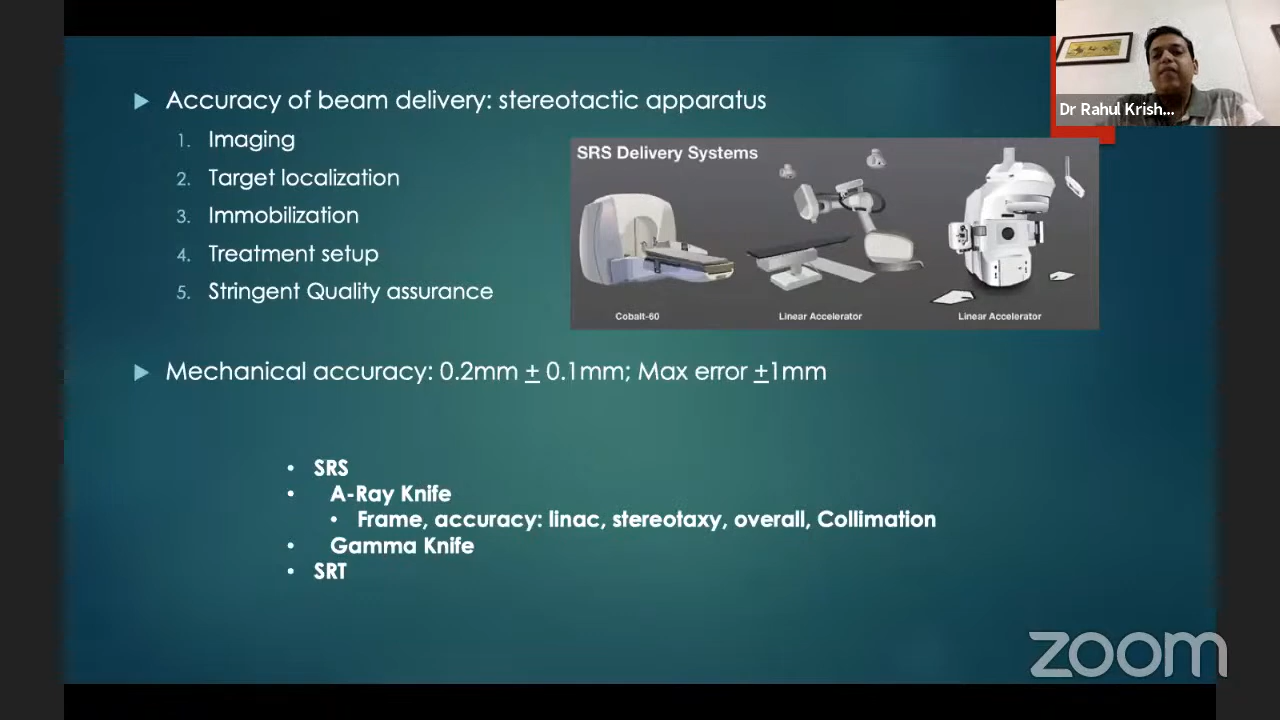 Accuracy of beam delivery: stereotactic apparatus
1. Imaging
2. Target localization
3. Immobilization
4. Treatment setup
5. Stringent Quality assurance
SRS Delivery Systems
Cobalt-60
Linear Accelerator
Linear Accelerator
Mechanical accuracy: 0.2mm ± 0.1mm; Max error ±1mm
• SRS
• A-Ray Knife
• Frame, accuracy: linac, stereotaxy, overall, Collimation
• Gamma Knife
• SRT
Dr Rahul Krish...
zoom